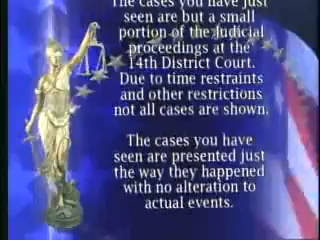 The cases you have just
seen are but a small
portion of the Judicial
proceedings at the
14th District Court.
Due to time restraints
and other restrictions
not all cases are shown.
The cases you have
seen are presented just
the way they happened
with no alteration to
actual events.